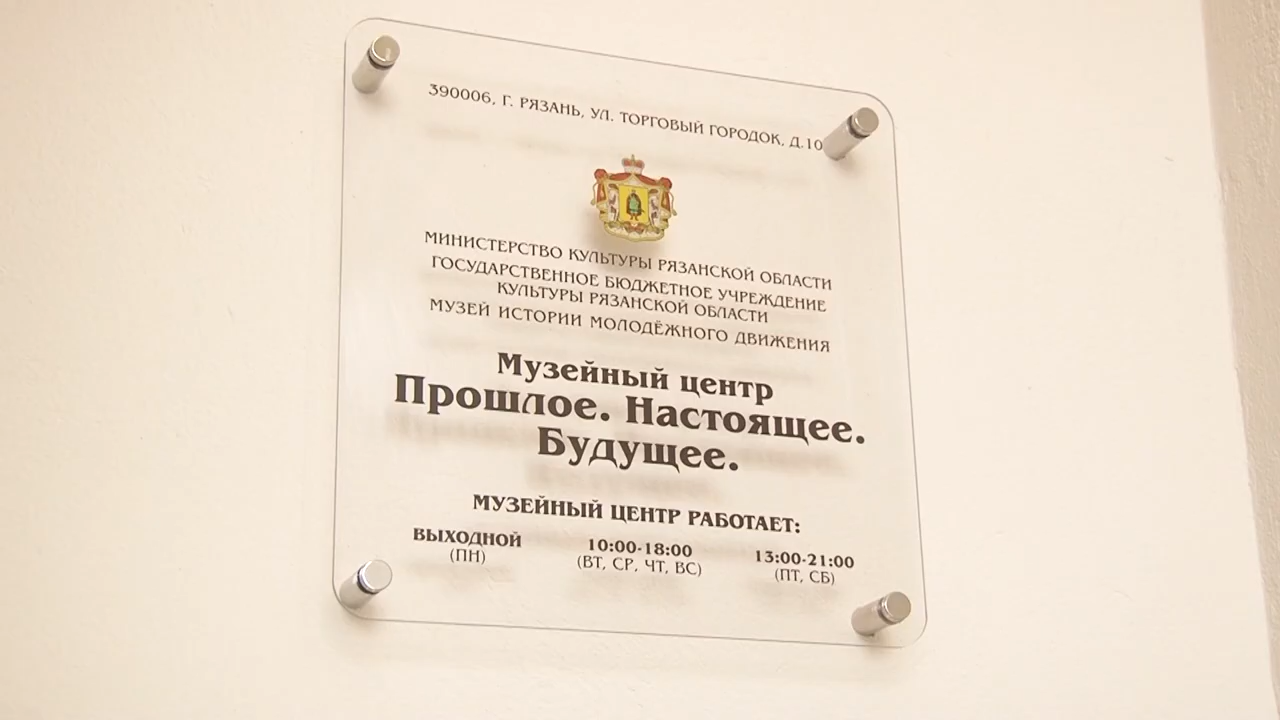 390006, Г. РЯЗАНЬ, УЛ. ТОРГОВЫЙ ГОРОДОК, Д.10
МИНИСТЕРСТВО КУЛЬТУРЫ РЯЗАНСКОЙ ОБЛАСТИ
ГОСУДАРСТВЕННОЕ БЮДЖЕТНОЕ УЧРЕЖДЕНИЕ
КУЛЬТУРЫ РЯЗАНСКОЙ ОБЛАСТИ
МУЗЕЙ ИСТОРИИ МОЛОДЁЖНОГО ДВИЖЕНИЯ
Музейный центр
Прошлое. Настоящее.
Будущее.
МУЗЕЙНЫЙ ЦЕНТР РАБОТАЕТ:
ВЫХОДНОЙ 10:00-18:00 13:00-21:00
(ПН) (ВТ, СР, ЧТ, ВС) (ПТ, СБ)